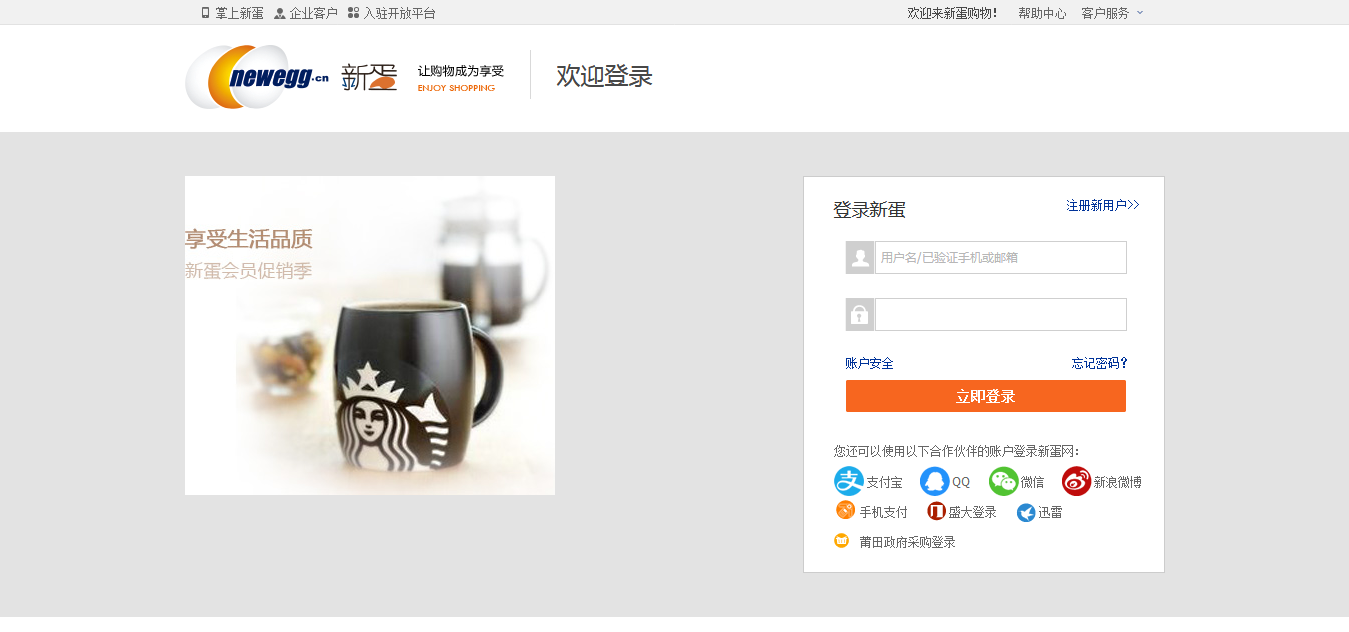 掌上新蛋 企业客户 入驻开放平台 欢迎来新蛋购物! 帮助中心 客户服务
newegg.cn 新蛋 让购物成为享受 欢迎登录
ENJOY SHOPPING
享受生活品质
新蛋会员促销季
登录新蛋 注册新用户>>
用户名/已验证手机或邮箱
账户安全 忘记密码?
立即登录
您还可以使用以下合作伙伴的账户登录新蛋网:
支 支付宝 QQ 微信 新浪微博
手机支付 盛大登录 迅雷
莆田政府采购登录